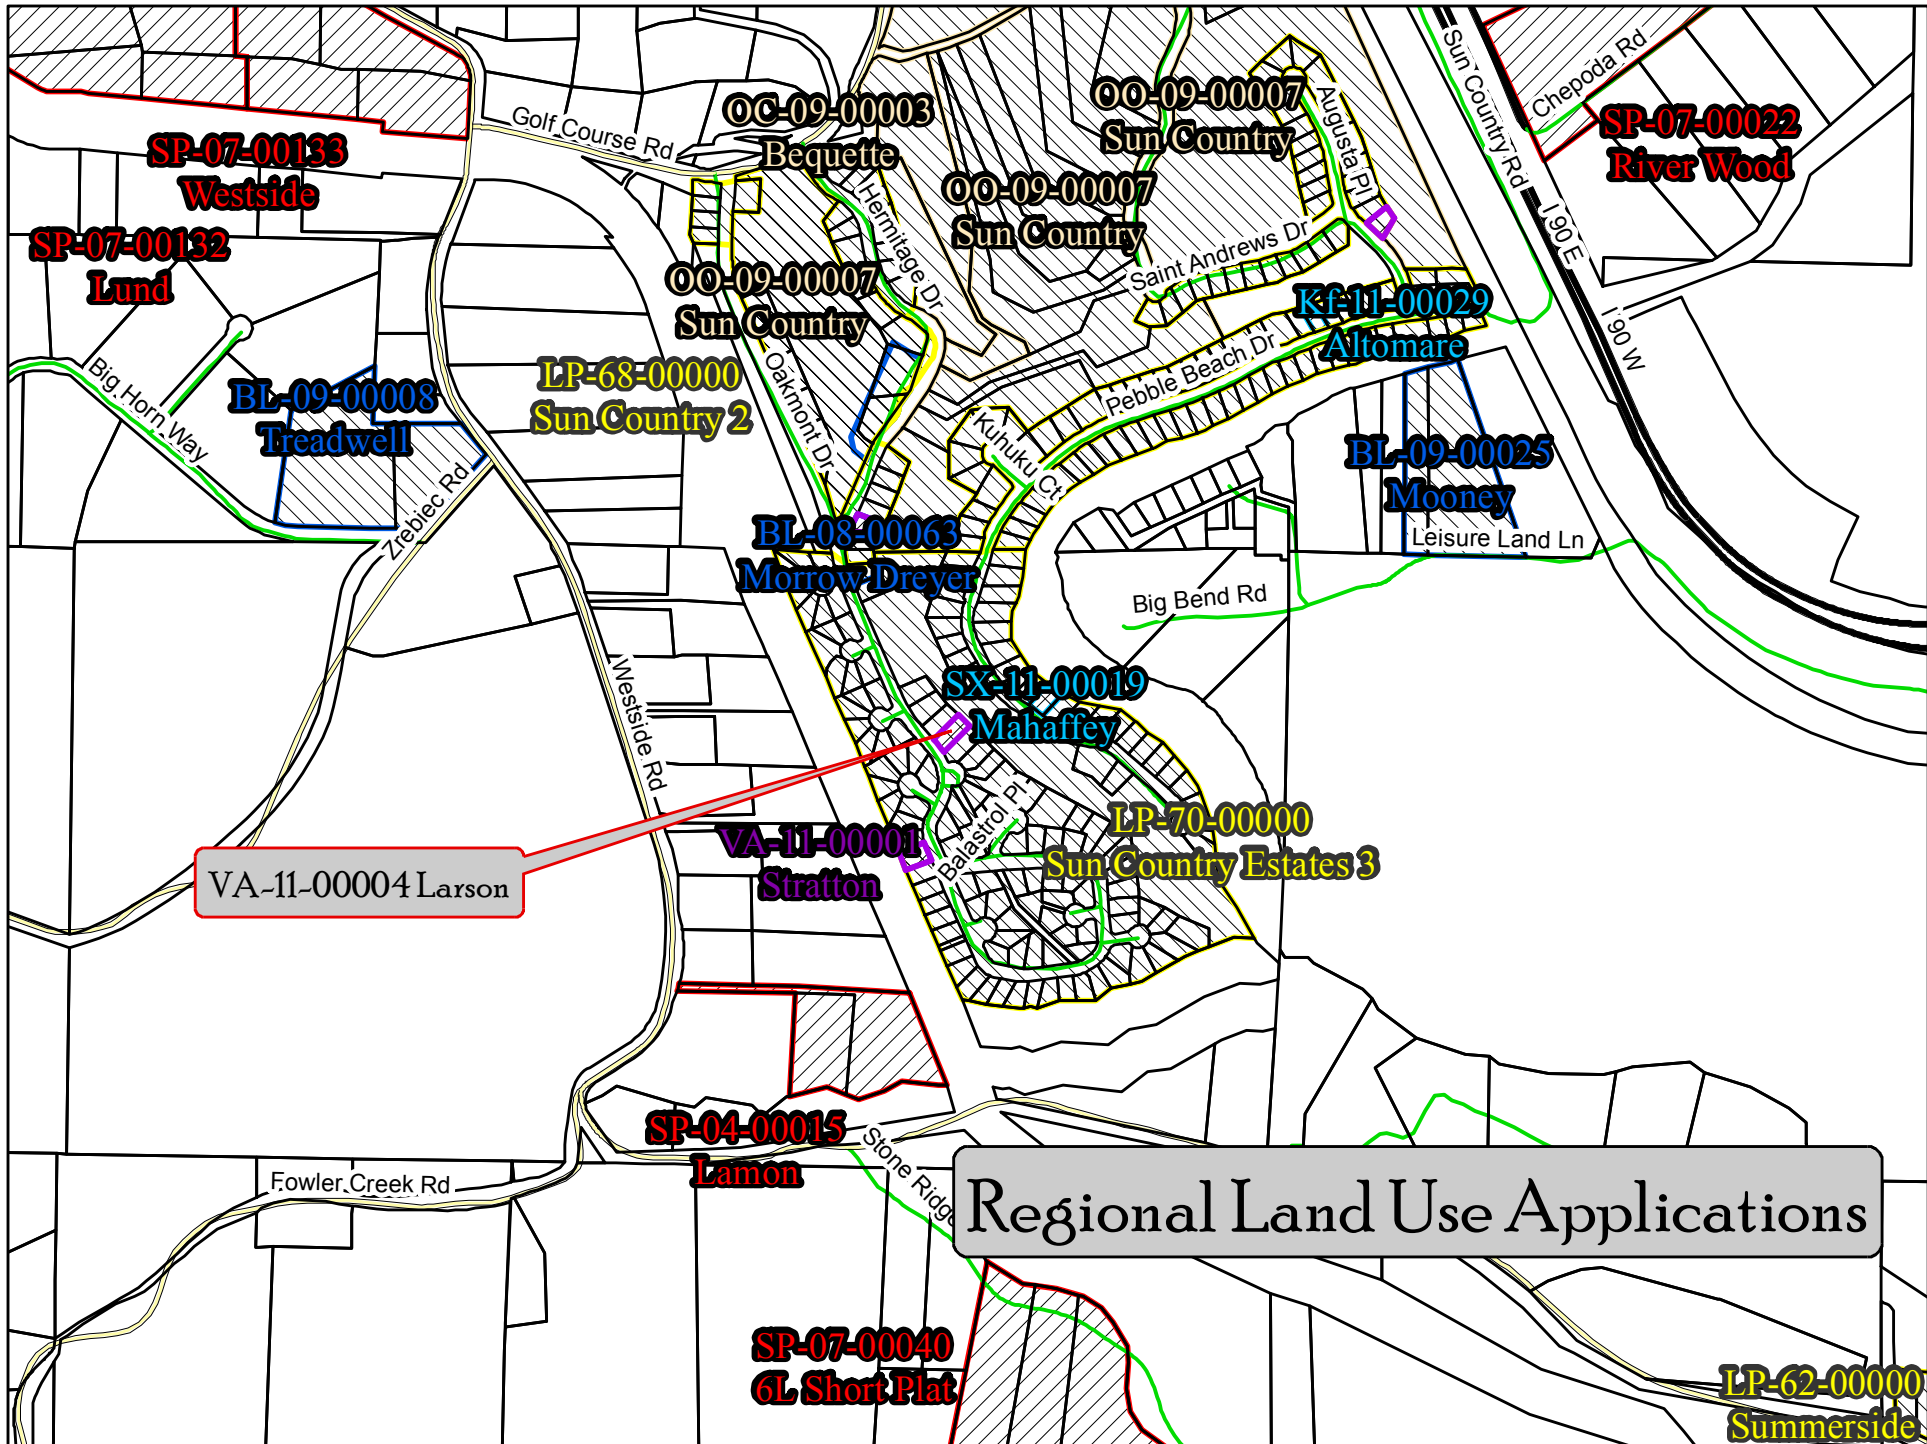 Golf Course Rd
OC-09-00003
Bequette
OO-09-00007
Sun Country
Augusta Pl
Sun Country Rd
Chepoda Rd
SP-07-00022
River Wood
SP-07-00133
Westside
SP-07-00132
Lund
Hermitage Dr
OO-09-00007
Sun Country
Saint Andrews Dr
I 90 E
I 90 W
OO-09-00007
Sun Country
Kf-11-00029
Altomare
Pebble Beach Dr
Big Horn Way
BL-09-00008
Treadwell
LP-68-00000
Sun Country 2
Oakmont Dr
Kuhuku Ct
BL-09-00025
Mooney
Leisure Land Ln
Zrebiec Rd
BL-08-00063
Morrow Dreyer
Big Bend Rd
Westside Rd
SX-11-00019
Mahaffey
VA-11-00004 Larson
VA-11-00001
Stratton
Balastrol Pl
LP-70-00000
Sun Country Estates 3
SP-04-00015
Lamon
Stone Ridge
Fowler Creek Rd
Regional Land Use Applications
SP-07-00040
6L Short Plat
LP-62-00000
Summerside